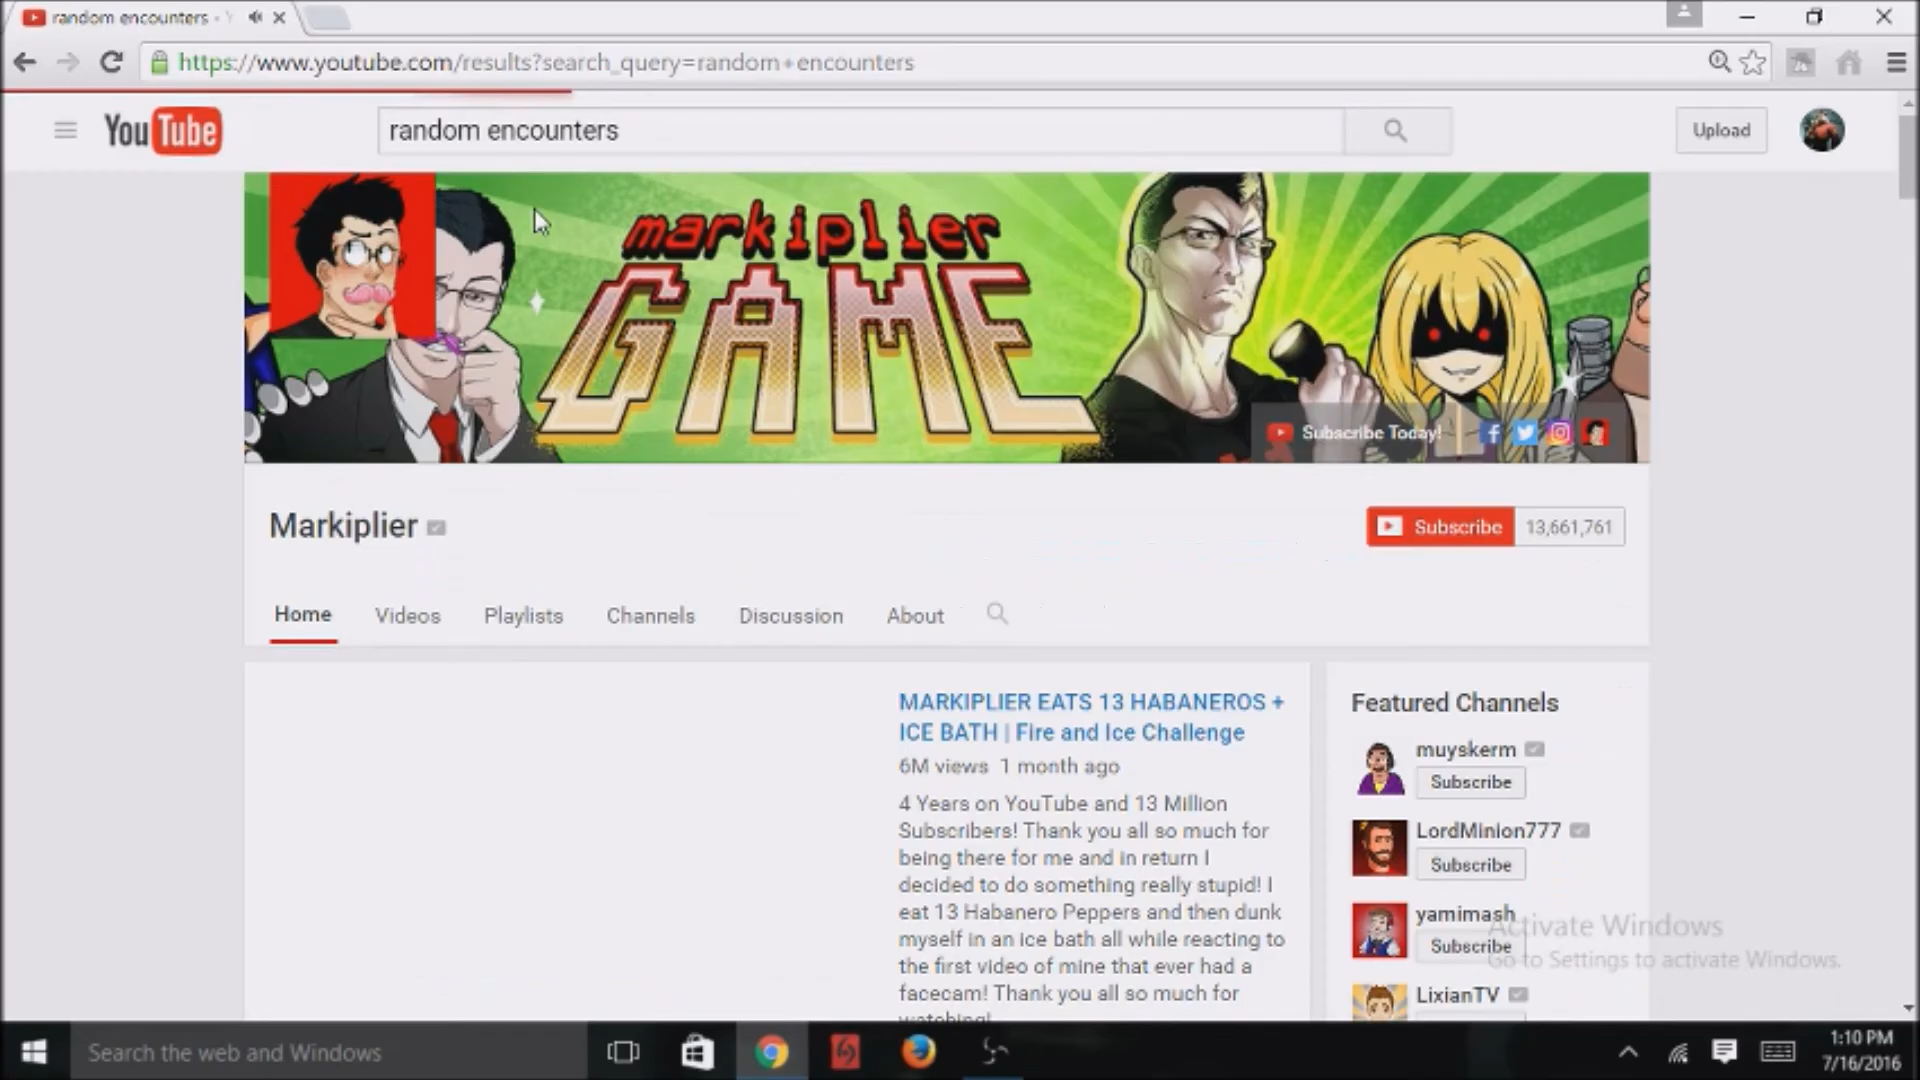 random encounters - Y
https://www.youtube.com/results?search_query=random+encounters
YouTube
random encounters
Upload
markiplier
GAME
Subscribe Today!
Markiplier
Subscribe
13,661,761
Home
Videos
Playlists
Channels
Discussion
About
MARKIPLIER EATS 13 HABANEROS +
ICE BATH | Fire and Ice Challenge
6M views 1 month ago
4 Years on YouTube and 13 Million
Subscribers! Thank you all so much for
being there for me and in return I
decided to do something really stupid! I
eat 13 Habanero Peppers and then dunk
myself in an ice bath all while reacting to
the first video of mine that ever had a
facecam! Thank you all so much for
watching!
Featured Channels
muyskerm
Subscribe
LordMinion777
Subscribe
yamimash
Subscribe
LixianTV
Activate Windows
Go to Settings to activate Windows.
Search the web and Windows
1:10 PM
7/16/2016